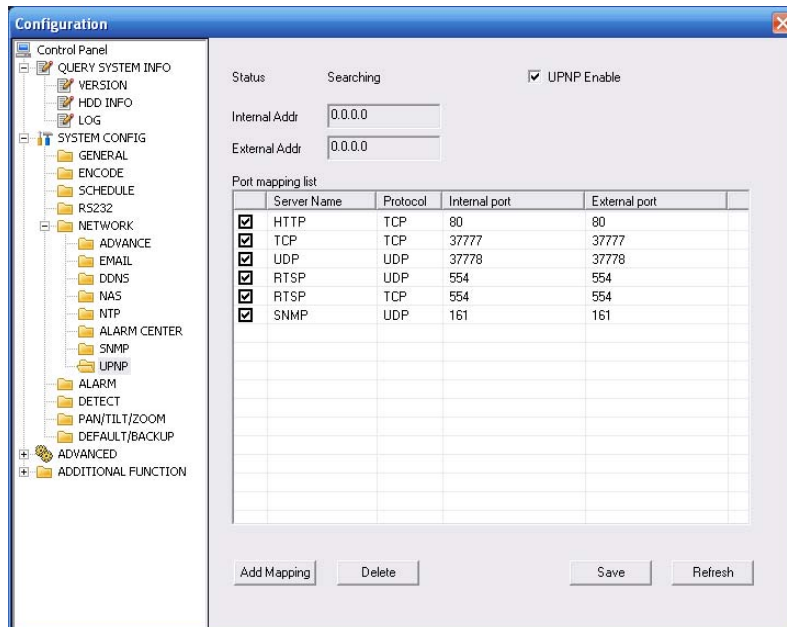 Configuration
Control Panel
QUERY SYSTEM INFO
VERSION
HDD INFO
LOG
SYSTEM CONFIG
GENERAL
ENCODE
SCHEDULE
RS232
NETWORK
ADVANCE
EMAIL
DDNS
NAS
NTP
ALARM CENTER
SNMP
UPNP
ALARM
DETECT
PAN/TILT/ZOOM
DEFAULT/BACKUP
ADVANCED
ADDITIONAL FUNCTION
Status Searching UPNP Enable
Internal Addr 0.0.0.0
External Addr 0.0.0.0
Port mapping list
Server Name Protocol Internal port External port
HTTP TCP 80 80
TCP TCP 37777 37777
UDP UDP 37778 37778
RTSP UDP 554 554
RTSP TCP 554 554
SNMP UDP 161 161
Add Mapping Delete Save Refresh